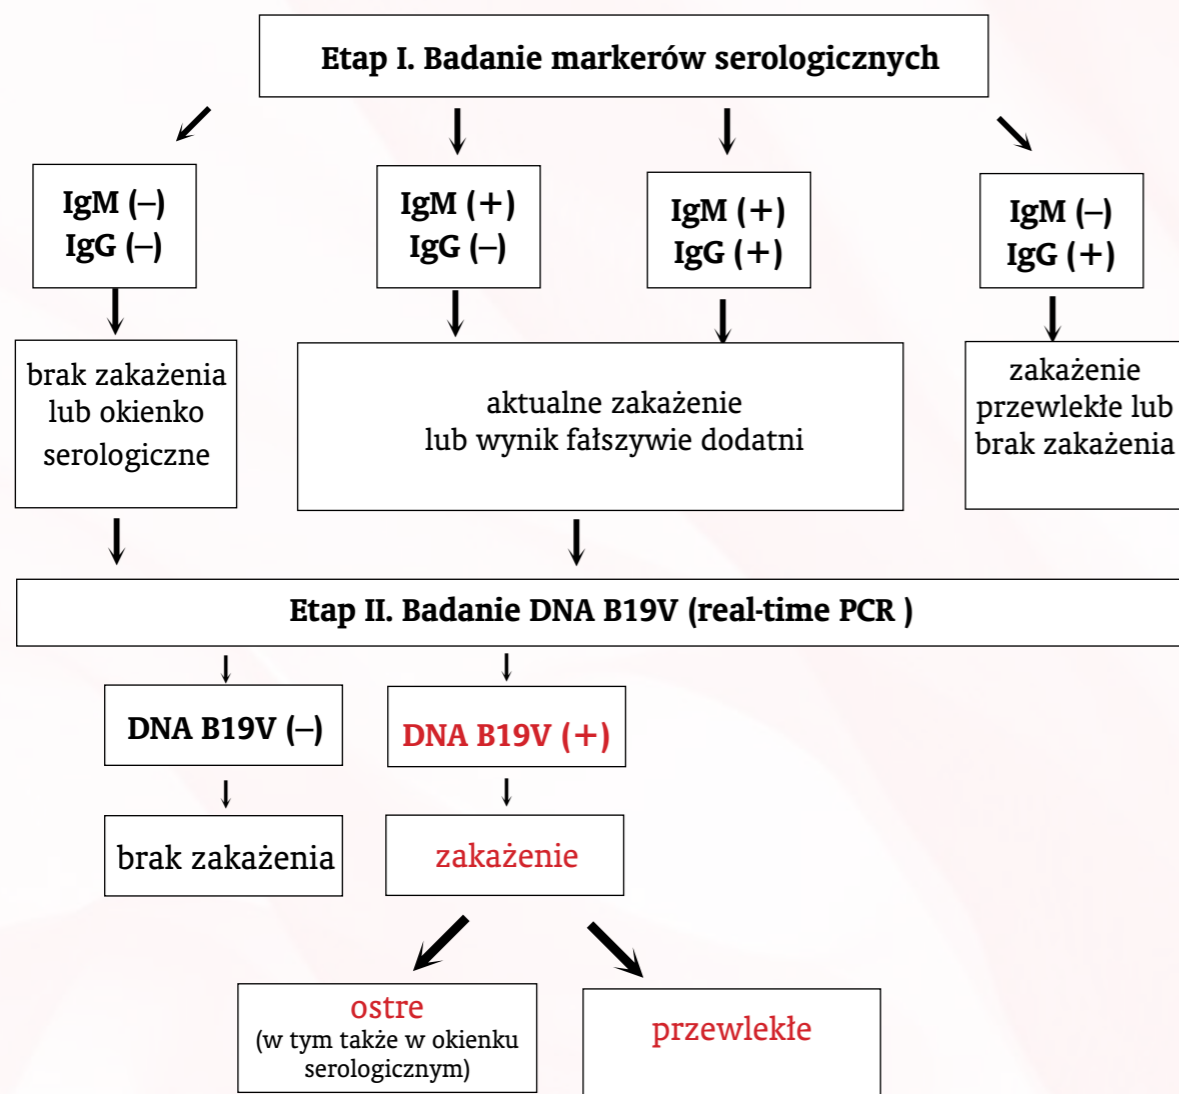 Etap I. Badanie markerów serologicznych
IgM (–)
IgG (–)
IgM (+)
IgG (–)
IgM (+)
IgG (+)
IgM (–)
IgG (+)
brak zakażenia
lub okienko
serologiczne
aktualne zakażenie
lub wynik fałszywie dodatni
zakażenie
przewlekłe lub
brak zakażenia
Etap II. Badanie DNA B19V (real-time PCR )
DNA B19V (–)
DNA B19V (+)
brak zakażenia
zakażenie
ostre
(w tym także w okienku
serologicznym)
przewlekłe